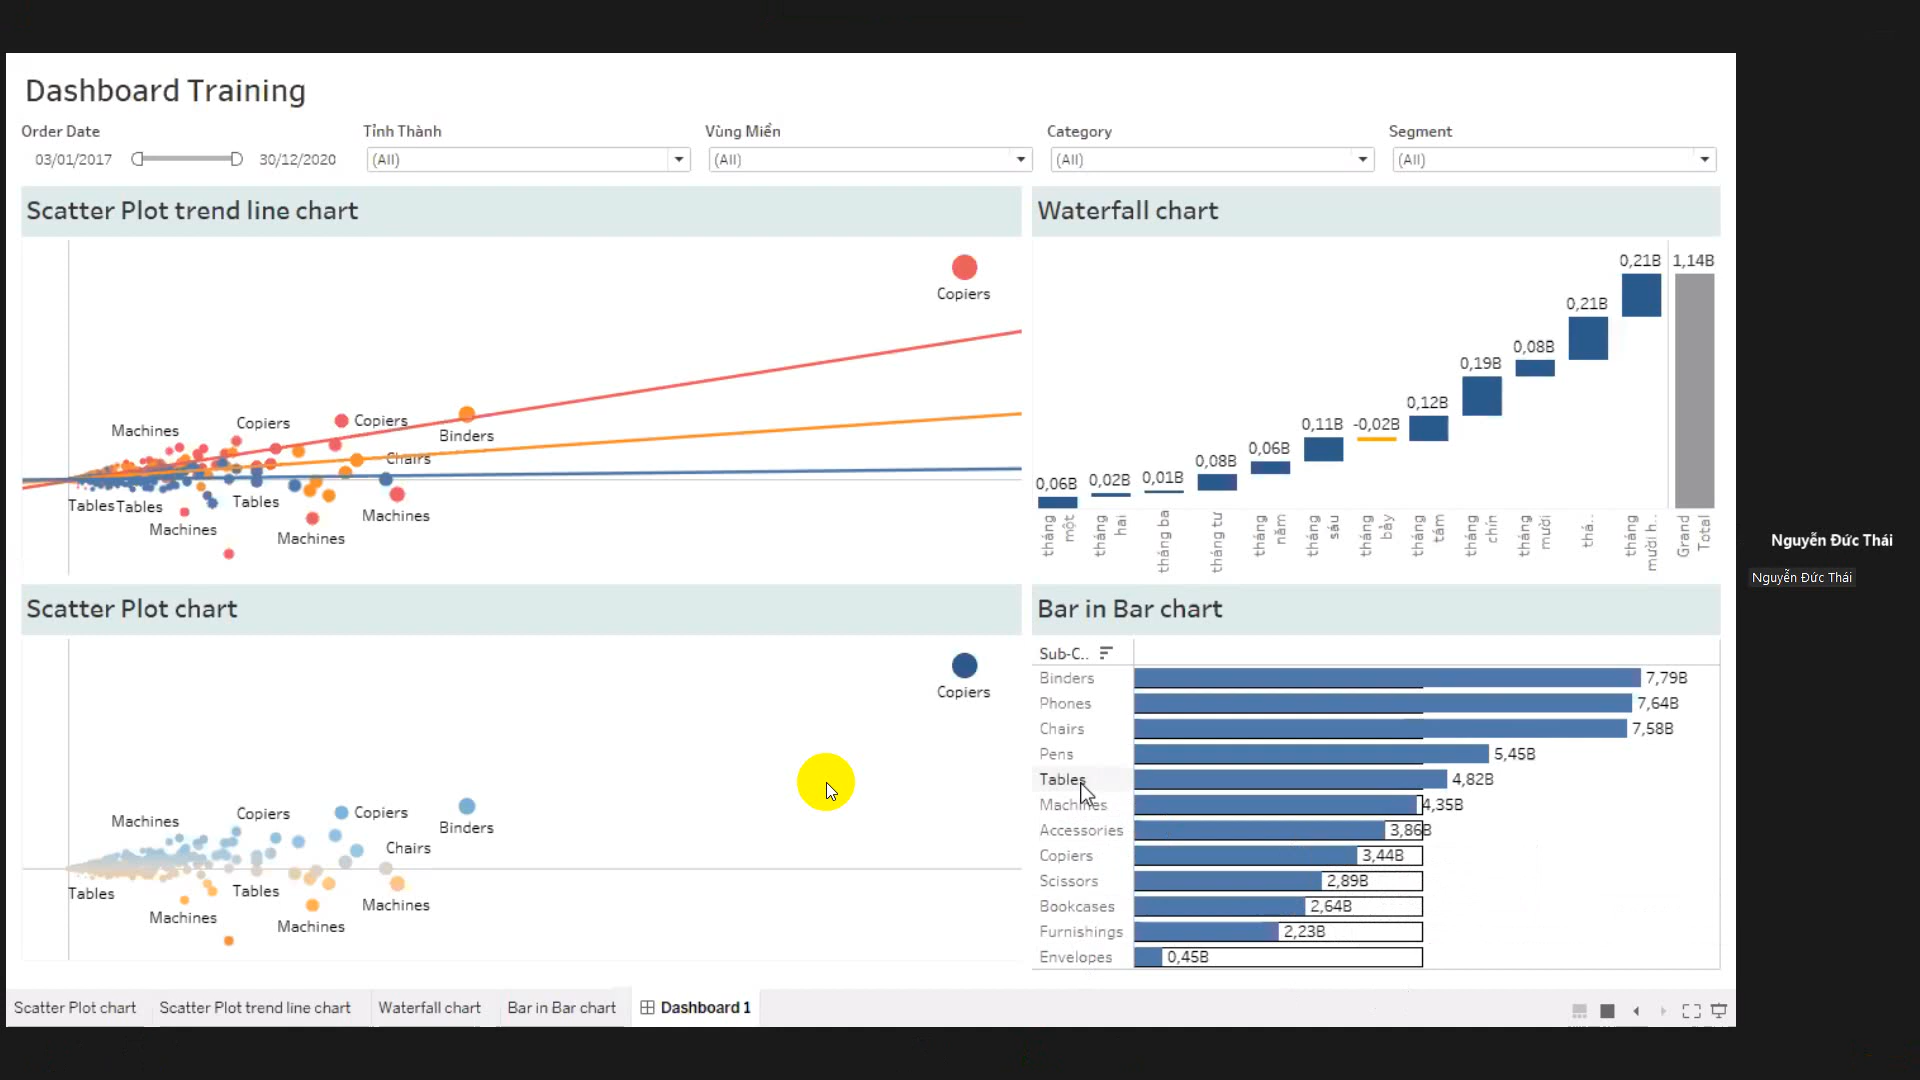 Dashboard Training
Order Date
03/01/2017
30/12/2020
Tỉnh Thành
(All)
Vùng Miền
(All)
Category
(All)
Segment
(All)
Scatter Plot trend line chart
Copiers
Machines
Copiers
Copiers
Binders
Chairs
Tables
Tables
Tables
Machines
Machines
Machines
Waterfall chart
0,06B
0,02B
0,01B
0,08B
0,06B
0,11B
-0,02B
0,12B
0,19B
0,08B
0,21B
0,21B
1,14B
tháng một
tháng hai
tháng ba
tháng tư
tháng năm
tháng sáu
tháng bảy
tháng tám
tháng chín
tháng mười
thá..
tháng mười h..
Grand Total
Scatter Plot chart
Copiers
Machines
Copiers
Copiers
Binders
Chairs
Tables
Tables
Machines
Machines
Machines
Bar in Bar chart
Sub-C..
Binders 7,79B
Phones 7,64B
Chairs 7,58B
Pens 5,45B
Tables 4,82B
Machines 4,35B
Accessories 3,86B
Copiers 3,44B
Scissors 2,89B
Bookcases 2,64B
Furnishings 2,23B
Envelopes 0,45B
Scatter Plot chart
Scatter Plot trend line chart
Waterfall chart
Bar in Bar chart
Dashboard 1
Nguyễn Đức Thái
Nguyễn Đức Thái